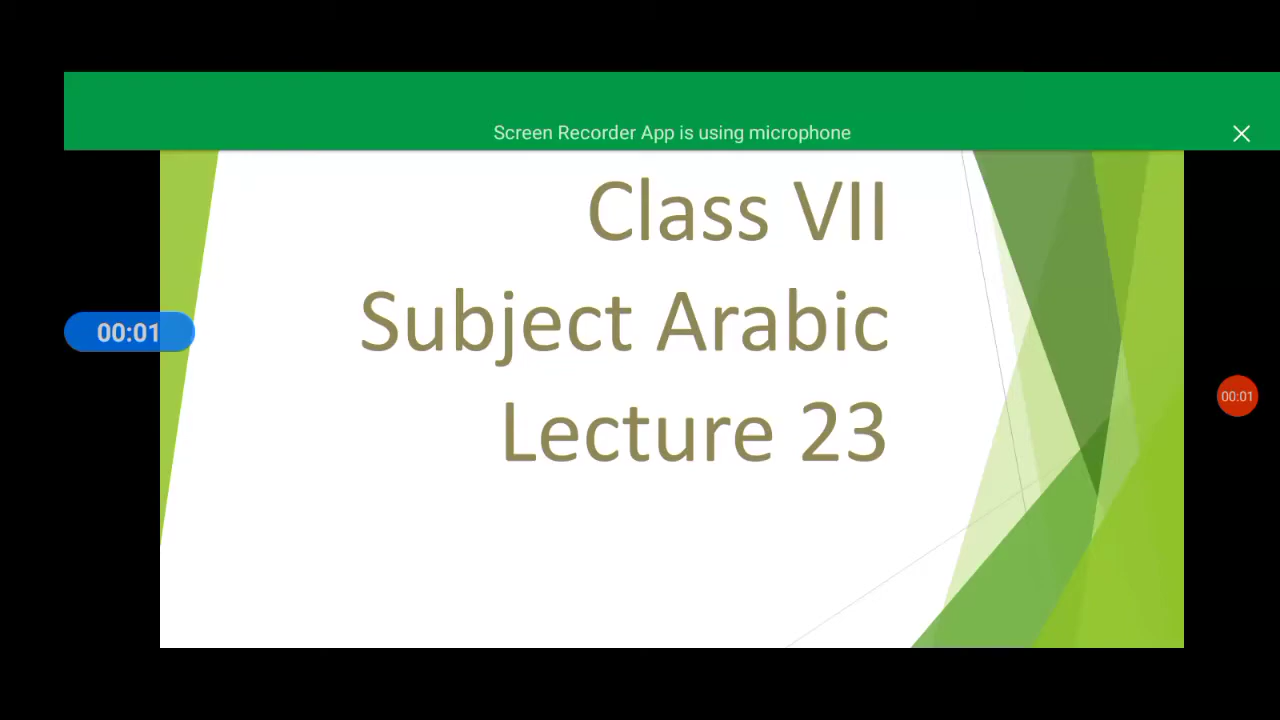 Screen Recorder App is using microphone
Class VII
Subject Arabic
00:01
00:01
Lecture 23